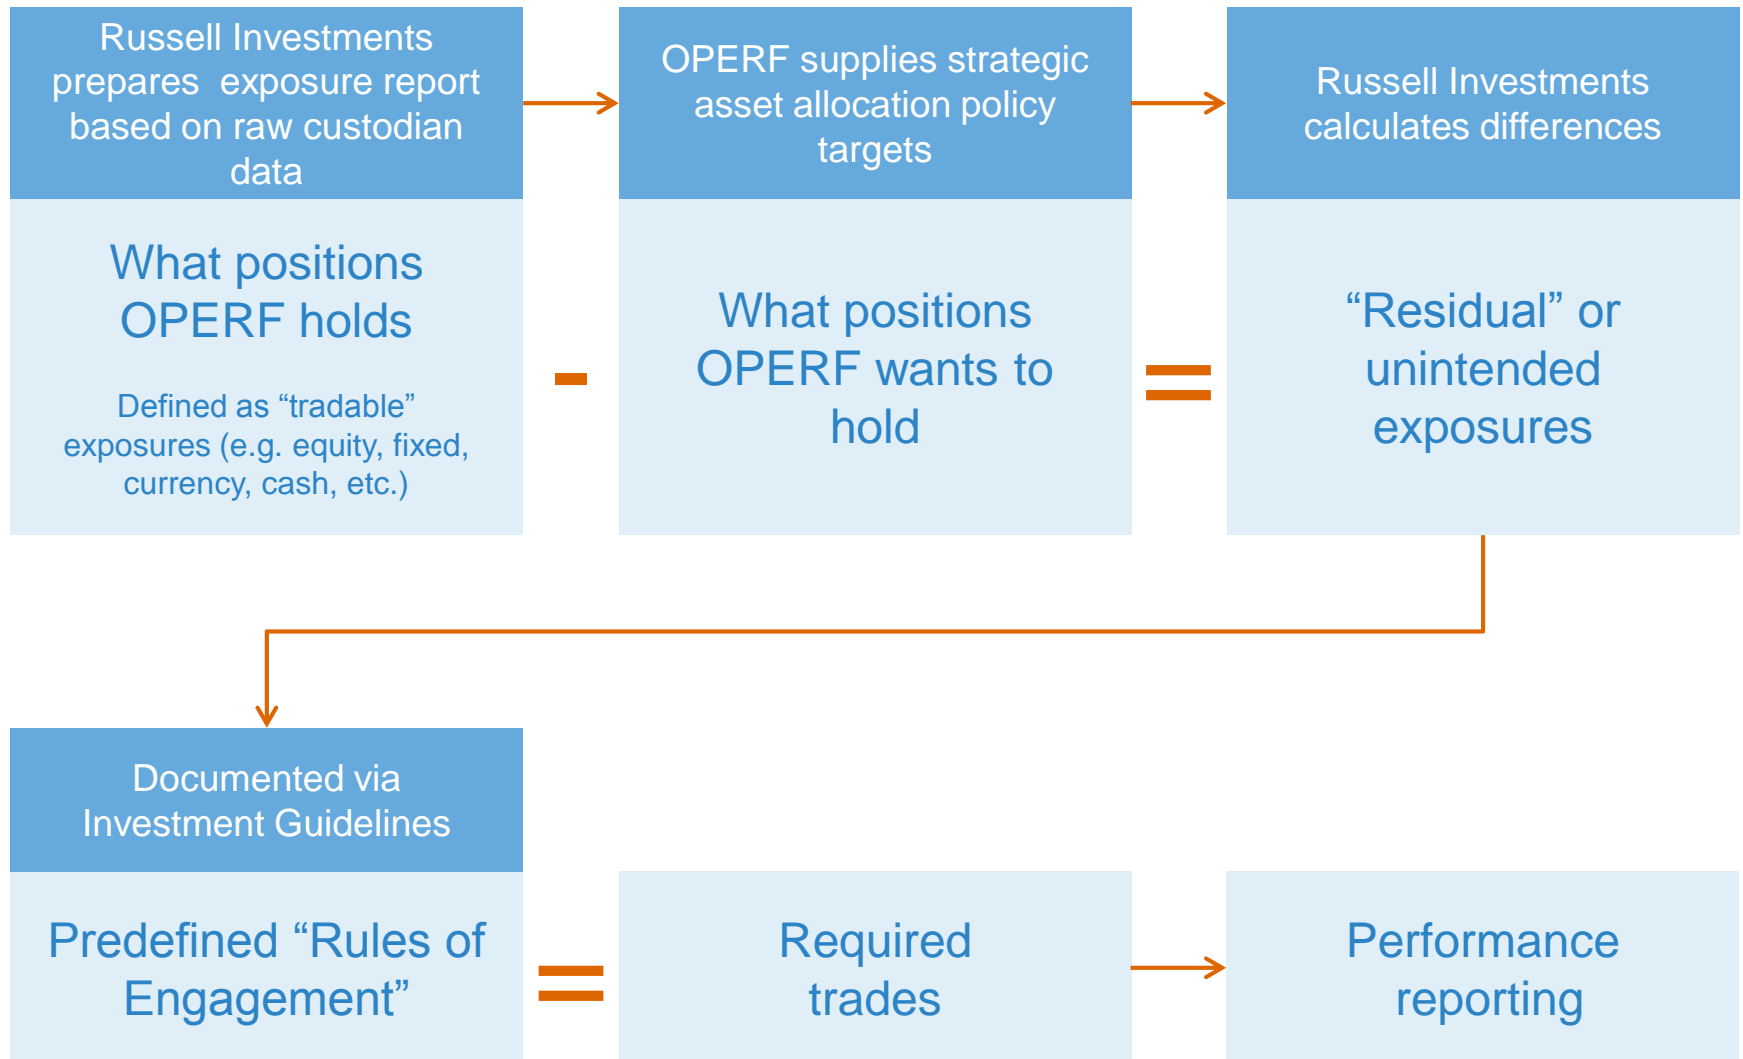 Russell Investments
prepares exposure report
based on raw custodian
data
OPERF supplies strategic
asset allocation policy
targets
Russell Investments
calculates differences
What positions
OPERF holds
Defined as “tradable”
exposures (e.g. equity, fixed,
currency, cash, etc.)
-
What positions
OPERF wants to
hold
=
“Residual” or
unintended
exposures
Documented via
Investment Guidelines
Predefined “Rules of
Engagement”
=
Required
trades
Performance
reporting